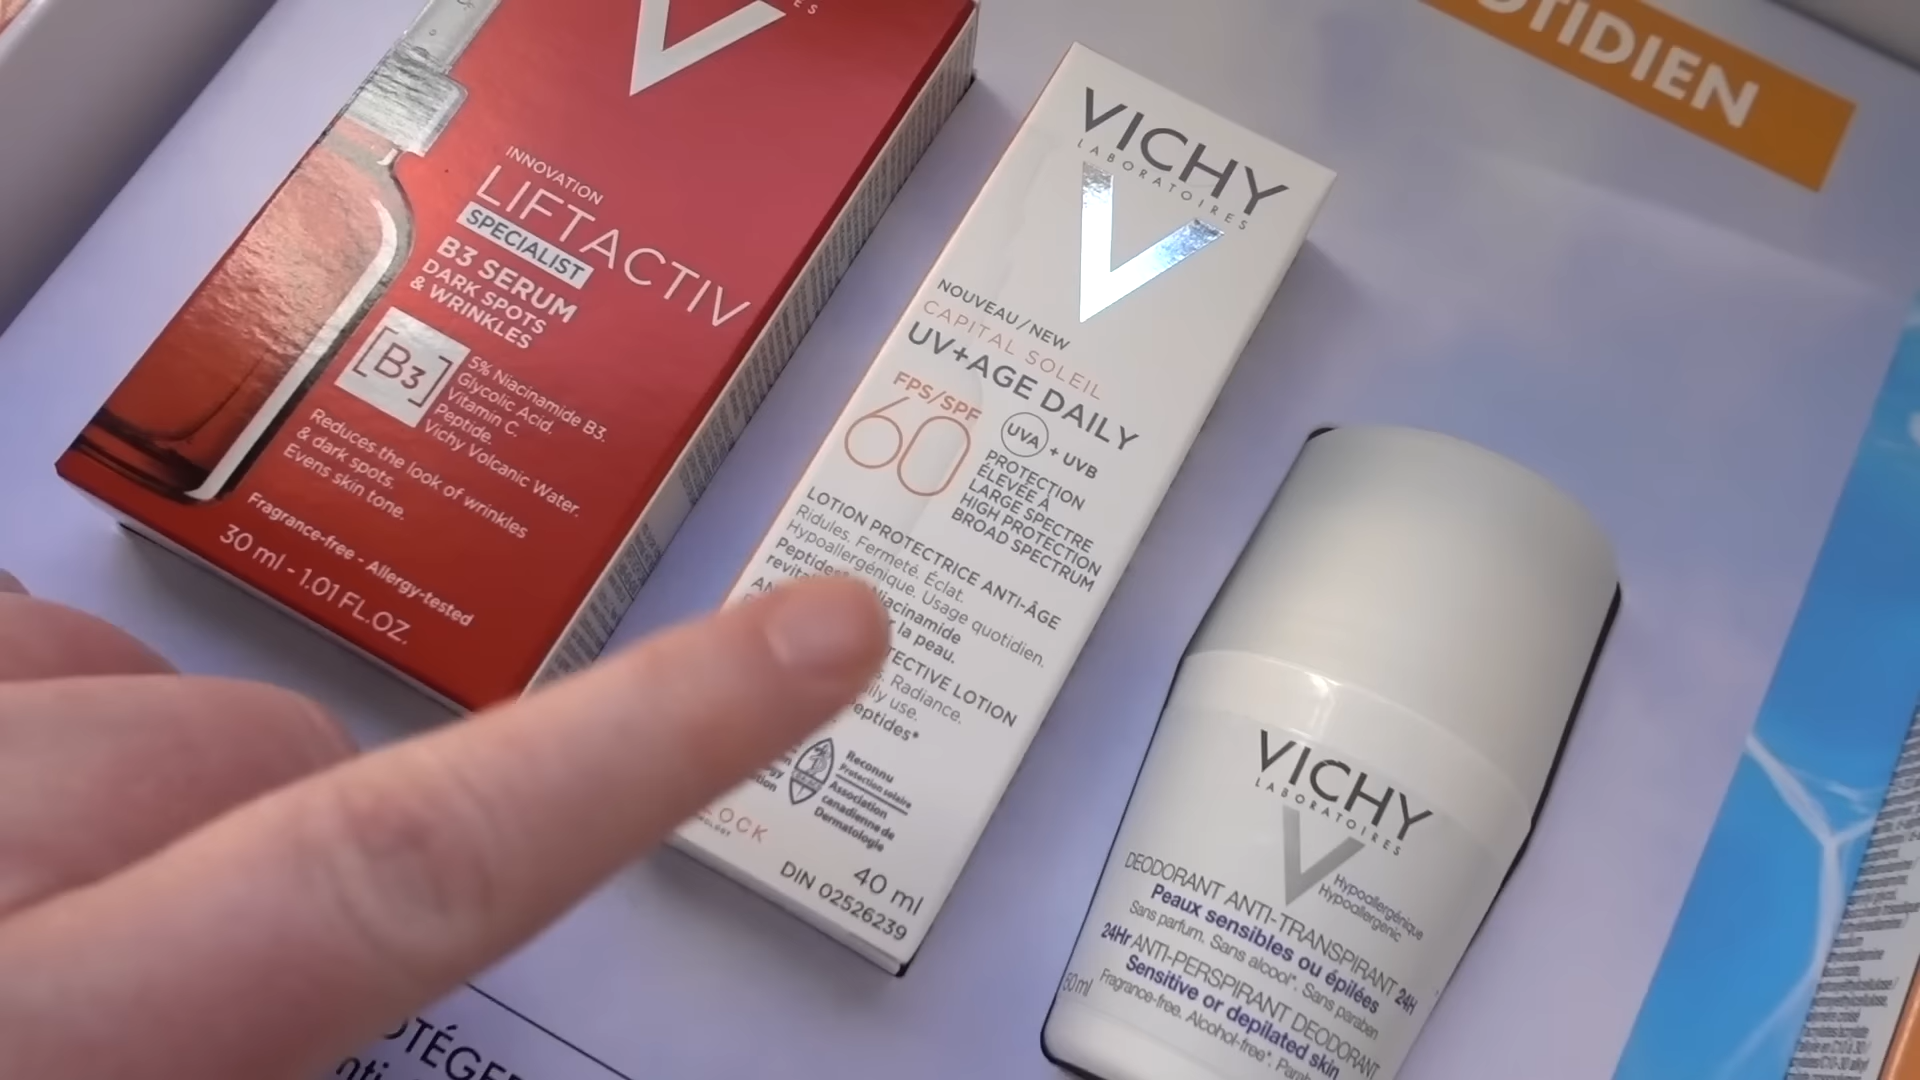 INNOVATION
LIFTACTIV
SPECIALIST
B3 SERUM
DARK SPOTS
& WRINKLES
[B3]
5% Niacinamide B3.
Glycolic Acid.
Vitamin C.
Peptide.
Vichy Volcanic Water.
Reduces the look of wrinkles
& dark spots.
Evens skin tone.
Fragrance-free - Allergy-tested
30 ml - 1.01 FL.OZ.
VICHY
LABORATOIRES
NOUVEAU / NEW
CAPITAL SOLEIL
UV+AGE DAILY
FPS/SPF
60
UVA + UVB
PROTECTION
ÉLEVÉE À
LARGE SPECTRE
HIGH PROTECTION
BROAD SPECTRUM
LOTION PROTECTRICE ANTI-ÂGE
Ridules. Fermeté. Éclat.
Hypoallergénique. Usage quotidien.
Niacinamide
la peau.
LOTION
Radiance.
use.
Reconnu
Protection solaire
Association
canadienne de
Dermatologie
40 ml
DIN 02526239
VICHY
LABORATOIRES
Hypoallergénique
Hypoallergenic
DEODORANT ANTI-TRANSPIRANT 24H
Peaux sensibles ou épilées
Sans parfum. Sans alcool*. Sans paraben
24Hr ANTI-PERSPIRANT DEODORANT
Sensitive or depilated skin
Fragrance-free. Alcohol-free*.